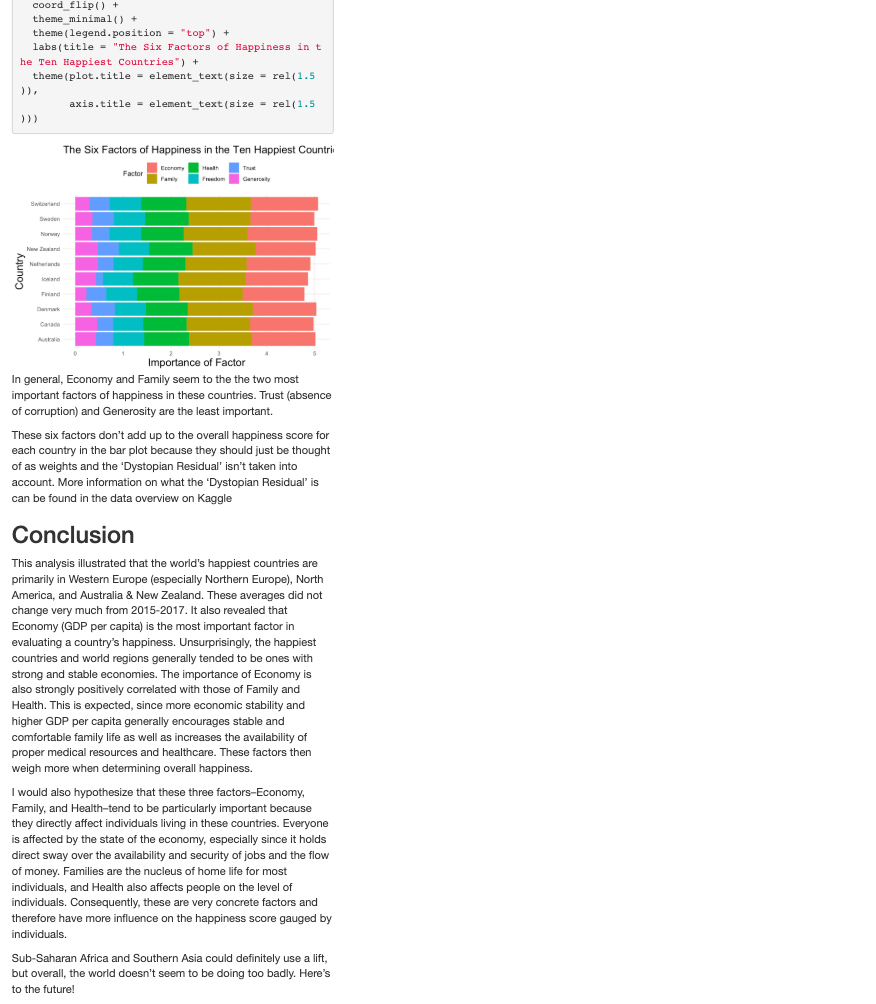 coord_flip() +
theme_minimal() +
theme(legend.position = "top") +
labs(title = "The Six Factors of Happiness in t
he Ten Happiest Countries") +
theme(plot.title = element_text(size = rel(1.5
)),
axis.title = element_text(size = rel(1.5
)))
The Six Factors of Happiness in the Ten Happiest Countri
Factor Economy Health Trust
Family Freedom Generosity
Switzerland
Sweden
Norway
New Zealand
Netherlands
Iceland
Finland
Denmark
Canada
Australia
Country
0 1 2 3 4 5
Importance of Factor
In general, Economy and Family seem to the the two most
important factors of happiness in these countries. Trust (absence
of corruption) and Generosity are the least important.
These six factors don’t add up to the overall happiness score for
each country in the bar plot because they should just be thought
of as weights and the ‘Dystopian Residual’ isn’t taken into
account. More information on what the ‘Dystopian Residual’ is
can be found in the data overview on Kaggle
Conclusion
This analysis illustrated that the world’s happiest countries are
primarily in Western Europe (especially Northern Europe), North
America, and Australia & New Zealand. These averages did not
change very much from 2015-2017. It also revealed that
Economy (GDP per capita) is the most important factor in
evaluating a country’s happiness. Unsurprisingly, the happiest
countries and world regions generally tended to be ones with
strong and stable economies. The importance of Economy is
also strongly positively correlated with those of Family and
Health. This is expected, since more economic stability and
higher GDP per capita generally encourages stable and
comfortable family life as well as increases the availability of
proper medical resources and healthcare. These factors then
weigh more when determining overall happiness.
I would also hypothesize that these three factors–Economy,
Family, and Health–tend to be particularly important because
they directly affect individuals living in these countries. Everyone
is affected by the state of the economy, especially since it holds
direct sway over the availability and security of jobs and the flow
of money. Families are the nucleus of home life for most
individuals, and Health also affects people on the level of
individuals. Consequently, these are very concrete factors and
therefore have more influence on the happiness score gauged by
individuals.
Sub-Saharan Africa and Southern Asia could definitely use a lift,
but overall, the world doesn’t seem to be doing too badly. Here’s
to the future!